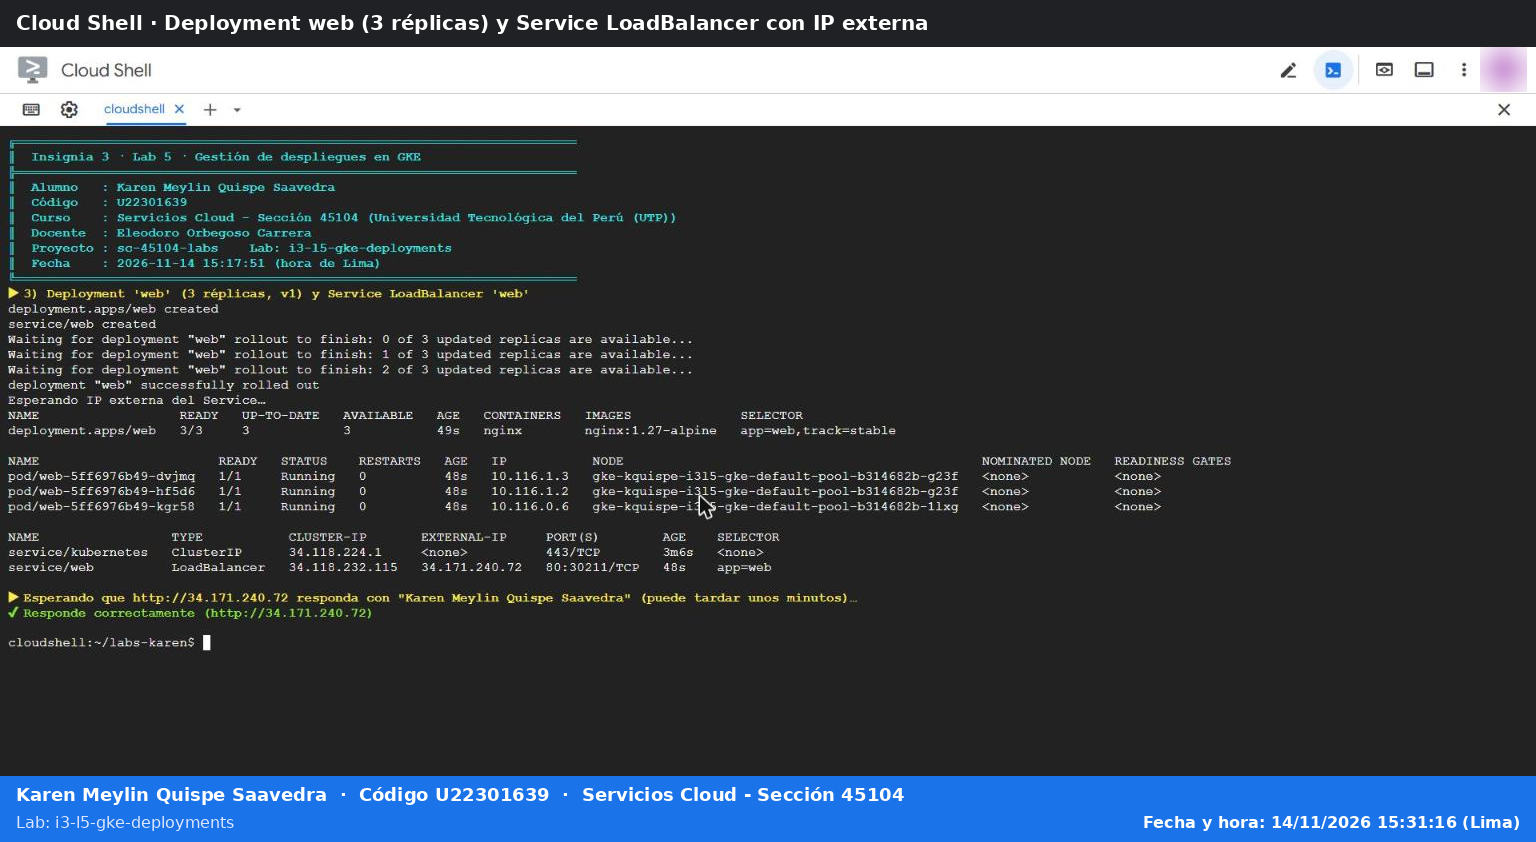 Cloud Shell · Deployment web (3 réplicas) y Service LoadBalancer con IP externa
Cloud Shell
cloudshell
Insignia 3 · Lab 5 · Gestión de despliegues en GKE
Alumno : Karen Meylin Quispe Saavedra
Código : U22301639
Curso : Servicios Cloud - Sección 45104 (Universidad Tecnológica del Perú (UTP))
Docente : Eleodoro Orbegoso Carrera
Proyecto : sc-45104-labs Lab: i3-l5-gke-deployments
Fecha : 2026-11-14 15:17:51 (hora de Lima)
▶ 3) Deployment 'web' (3 réplicas, v1) y Service LoadBalancer 'web'
deployment.apps/web created
service/web created
Waiting for deployment "web" rollout to finish: 0 of 3 updated replicas are available...
Waiting for deployment "web" rollout to finish: 1 of 3 updated replicas are available...
Waiting for deployment "web" rollout to finish: 2 of 3 updated replicas are available...
deployment "web" successfully rolled out
Esperando IP externa del Service…
NAME READY UP-TO-DATE AVAILABLE AGE CONTAINERS IMAGES SELECTOR
deployment.apps/web 3/3 3 3 49s nginx nginx:1.27-alpine app=web,track=stable
NAME READY STATUS RESTARTS AGE IP NODE NOMINATED NODE READINESS GATES
pod/web-5ff6976b49-dvjmq 1/1 Running 0 48s 10.116.1.3 gke-kquispe-i3l5-gke-default-pool-b314682b-g23f <none> <none>
pod/web-5ff6976b49-hf5d6 1/1 Running 0 48s 10.116.1.2 gke-kquispe-i3l5-gke-default-pool-b314682b-g23f <none> <none>
pod/web-5ff6976b49-kgr58 1/1 Running 0 48s 10.116.0.6 gke-kquispe-i3l5-gke-default-pool-b314682b-1lxg <none> <none>
NAME TYPE CLUSTER-IP EXTERNAL-IP PORT(S) AGE SELECTOR
service/kubernetes ClusterIP 34.118.224.1 <none> 443/TCP 3m6s <none>
service/web LoadBalancer 34.118.232.115 34.171.240.72 80:30211/TCP 48s app=web
▶ Esperando que http://34.171.240.72 responda con "Karen Meylin Quispe Saavedra" (puede tardar unos minutos)…
✔ Responde correctamente (http://34.171.240.72)
cloudshell:~/labs-karen$
Karen Meylin Quispe Saavedra · Código U22301639 · Servicios Cloud - Sección 45104
Lab: i3-l5-gke-deployments
Fecha y hora: 14/11/2026 15:31:16 (Lima)